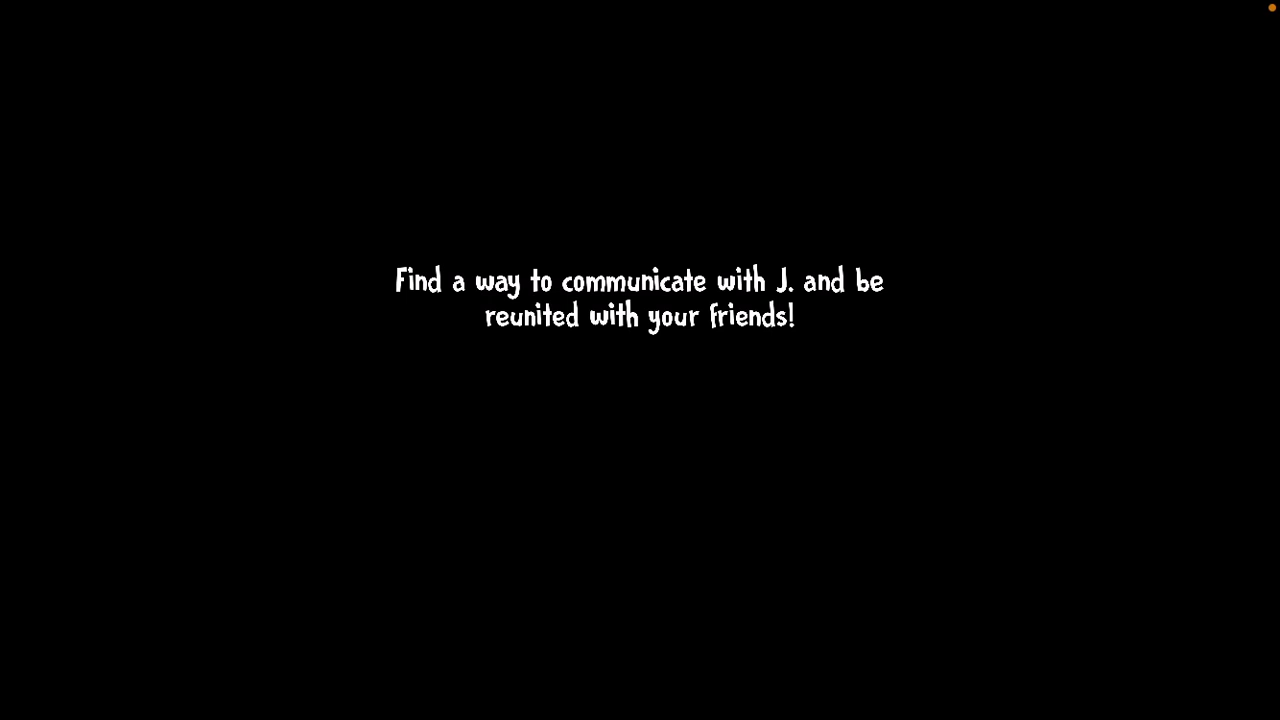 Find a way to communicate with J. and be
reunited with your friends!